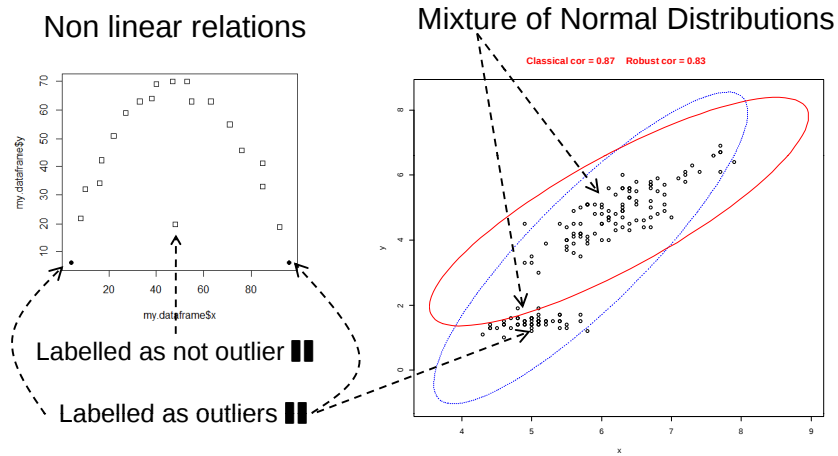 Non linear relations
my.dataframe$y
10 20 30 40 50 60 70
20 40 60 80
my.dataframe$x
Labelled as not outlier
Labelled as outliers
Mixture of Normal Distributions
Classical cor = 0.87 Robust cor = 0.83
y
0 2 4 6 8
4 5 6 7 8 9
x